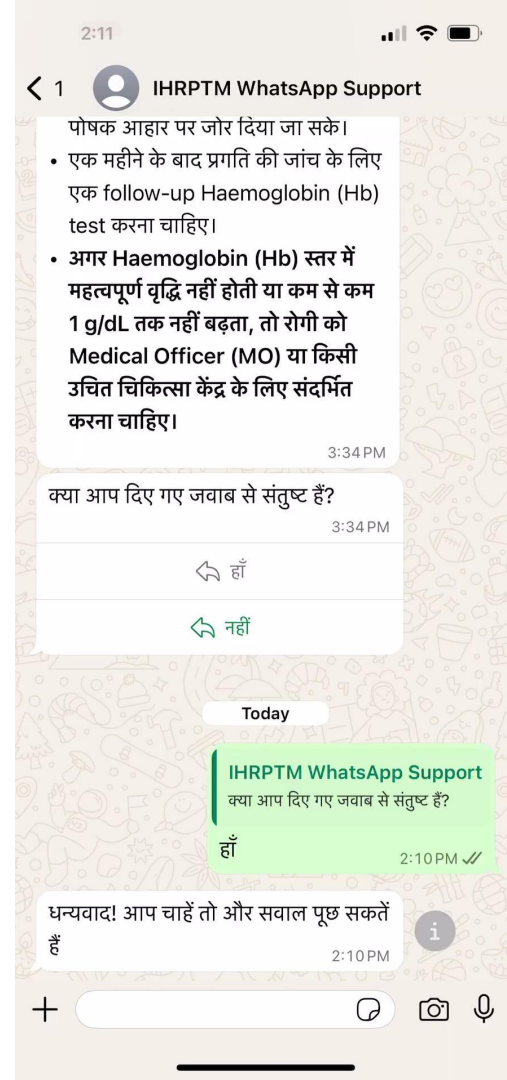 2:11
1
IHRPTM WhatsApp Support
पोषक आहार पर जोर दिया जा सके।
• एक महीने के बाद प्रगति की जांच के लिए
एक follow-up Haemoglobin (Hb)
test करना चाहिए।
• अगर Haemoglobin (Hb) स्तर में
महत्वपूर्ण वृद्धि नहीं होती या कम से कम
1 g/dL तक नहीं बढ़ता, तो रोगी को
Medical Officer (MO) या किसी
उचित चिकित्सा केंद्र के लिए संदर्भित
करना चाहिए।
3:34 PM
क्या आप दिए गए जवाब से संतुष्ट हैं?
3:34 PM
हाँ
नहीं
Today
IHRPTM WhatsApp Support
क्या आप दिए गए जवाब से संतुष्ट हैं?
हाँ
2:10 PM
धन्यवाद! आप चाहें तो और सवाल पूछ सकतें
हैं
2:10 PM
i